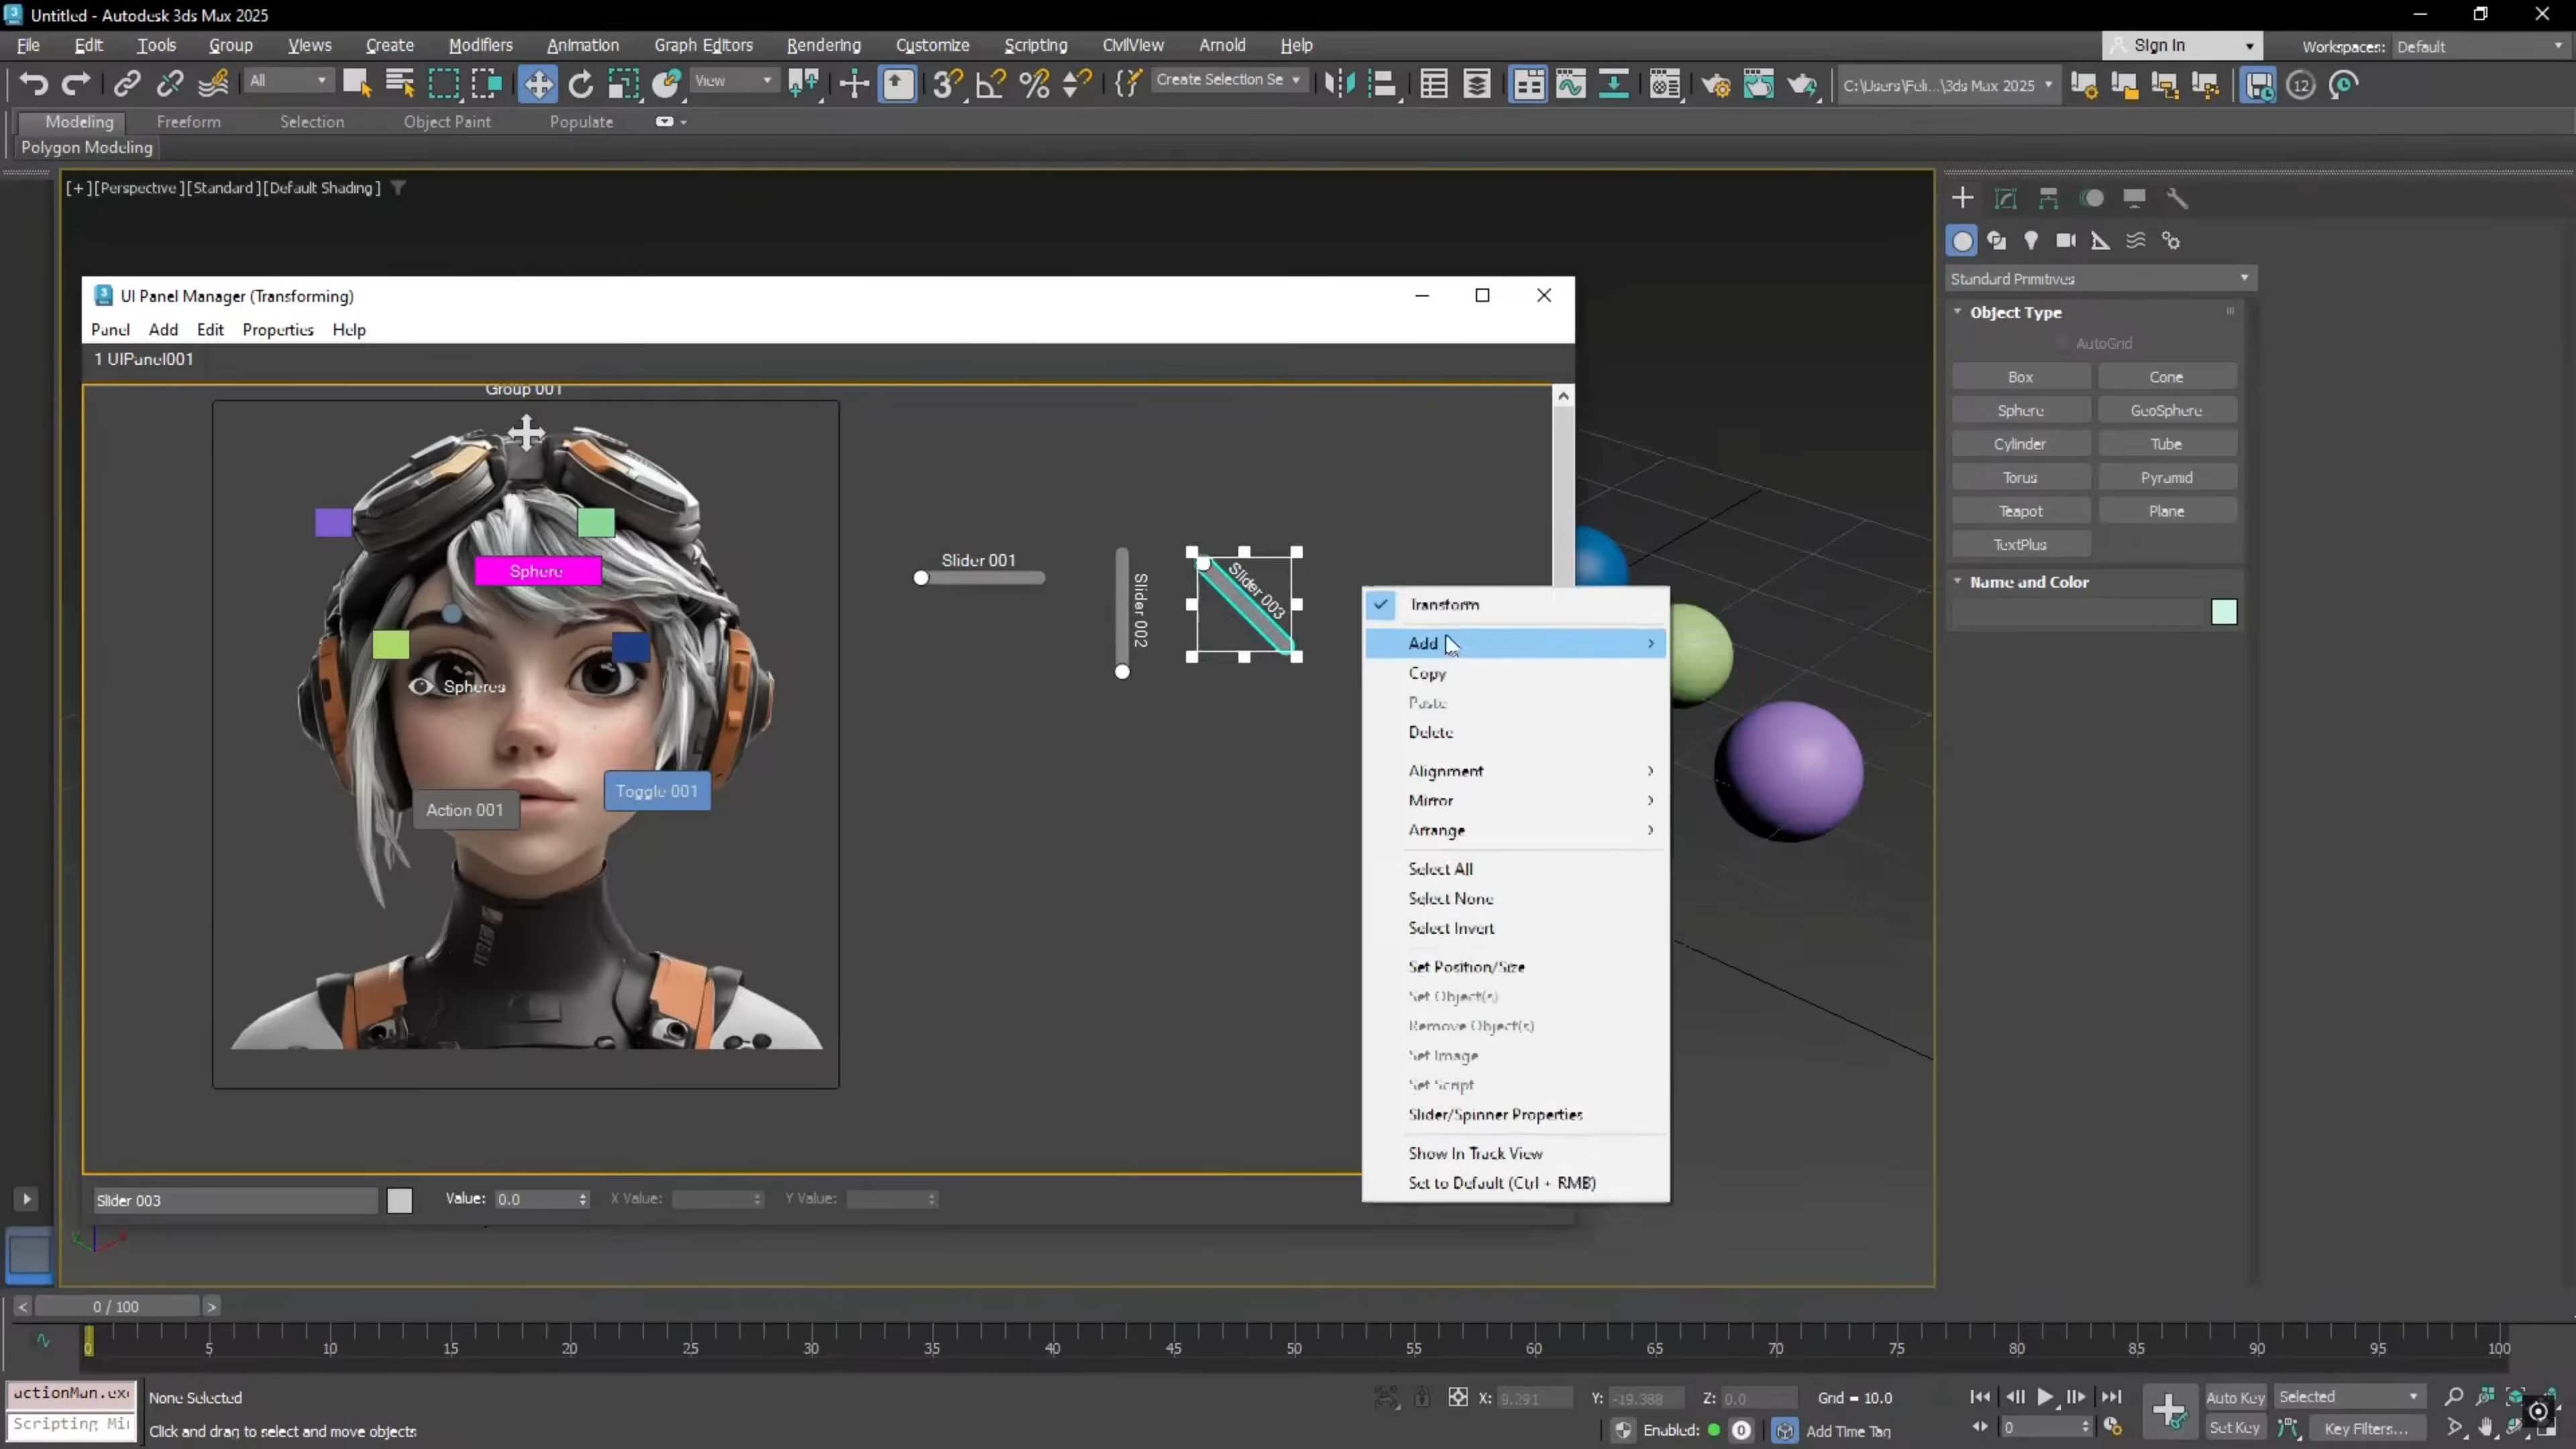 Untitled - Autodesk 3ds Max 2025
File Edit Tools Group Views Create Modifiers Animation Graph Editors Rendering Customize Scripting CivilView Arnold Help
Sign In
Workspaces: Default
All
View
Create Selection Se
C:\Users\Feli...\3ds Max 2025
12
Modeling Freeform Selection Object Paint Populate
Polygon Modeling
[+][Perspective][Standard][Default Shading]
Standard Primitives
Object Type
AutoGrid
Box Cone
Sphere GeoSphere
Cylinder Tube
Torus Pyramid
Teapot Plane
TextPlus
Name and Color
UI Panel Manager (Transforming)
Panel Add Edit Properties Help
1 UIPanel001
Group 001
Sphere
Spheres
Action 001
Toggle 001
Slider 001
Slider 002
Slider 003
Transform
Add
Copy
Paste
Delete
Alignment
Mirror
Arrange
Select All
Select None
Select Invert
Set Position/Size
Set Object(s)
Remove Object(s)
Set Image
Set Script
Slider/Spinner Properties
Show In Track View
Set to Default (Ctrl + RMB)
Slider 003 Value: 0.0 X Value: Y Value:
0 / 100
0 5 10 15 20 25 30 35 40 45 50 55 60 65 70 75 80 85 90 95 100
actionMan.ex
None Selected
X: 9.291 Y: -19.388 Z: 0.0 Grid = 10.0
Auto Key Selected
Scripting Mi
Click and drag to select and move objects
Enabled: 0 Add Time Tag
0
Set Key Key Filters...